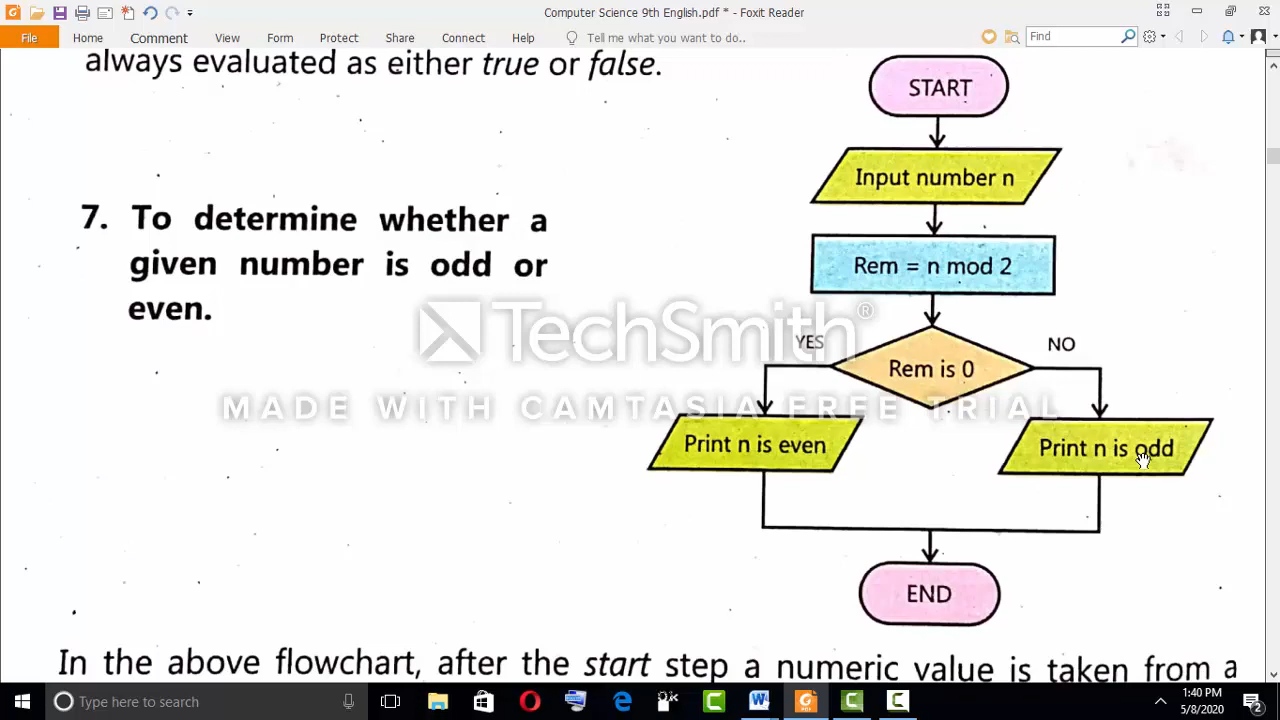 Computer Science 9th English.pdf * - Foxit Reader
File Home Comment View Form Protect Share Connect Help Tell me what you want to do.. Find
always evaluated as either true or false.
START
Input number n
7. To determine whether a
given number is odd or
even.
Rem = n mod 2
TechSmith®
YES
NO
Rem is 0
MADE WITH CAMTASIA FREE TRIAL
Print n is even
Print n is odd
END
In the above flowchart, after the start step a numeric value is taken from a
Type here to search
1:40 PM
5/8/2020
2